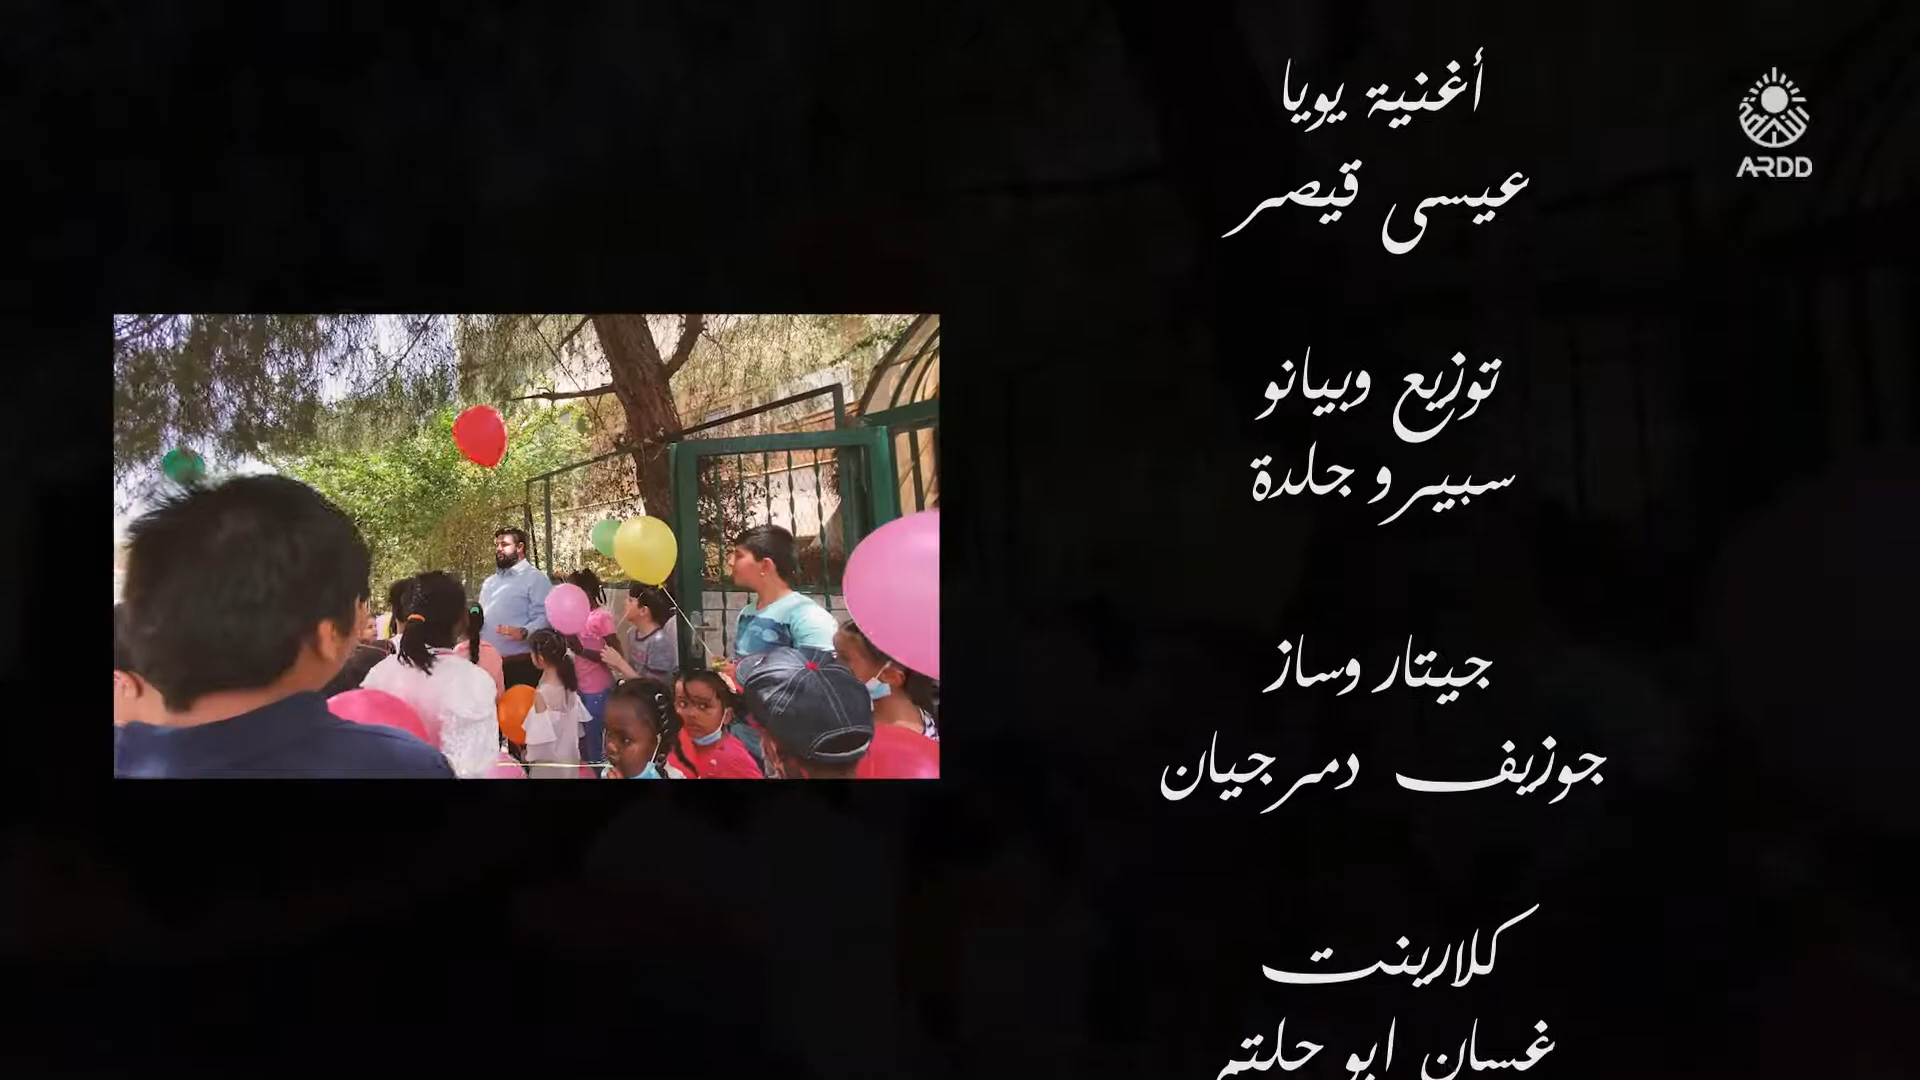 أغنية يويا
عيسى قيصر
ARDD
توزيع وبيانو
سبيرو جلدة
جيتار وساز
جوزيف دمرجيان
كلارينت
غسان ابو حلتم